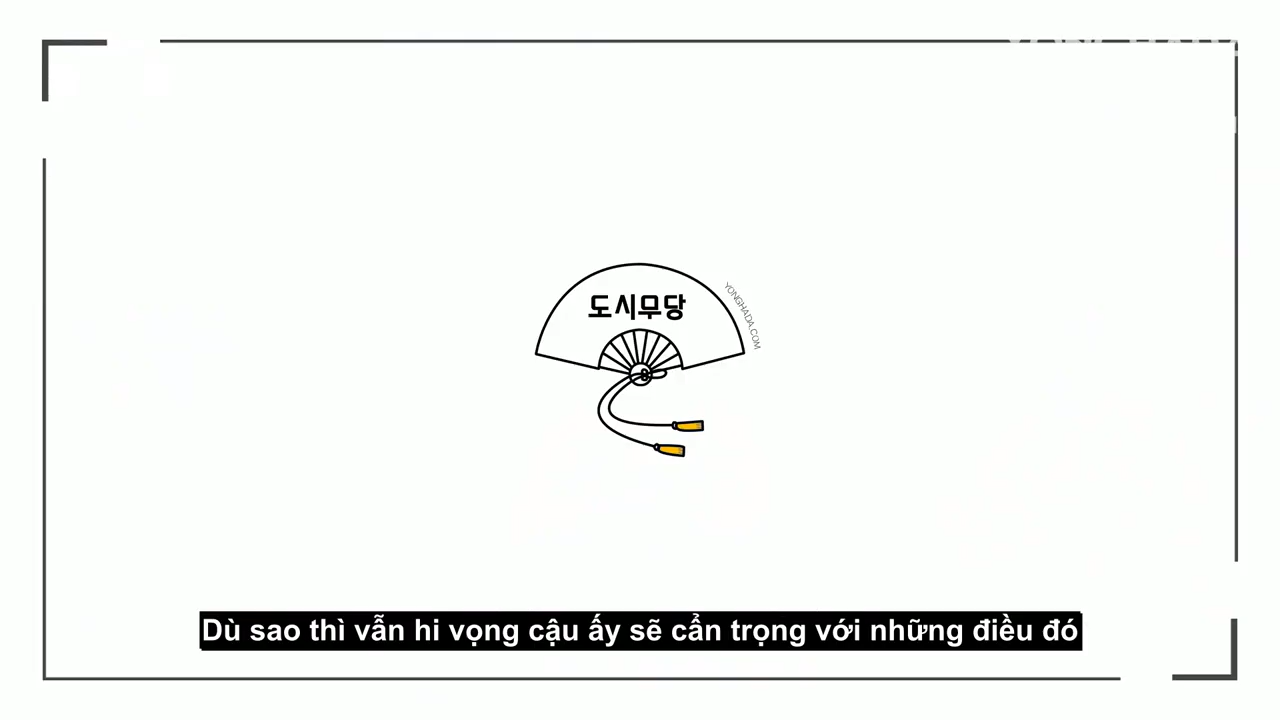 도시무당
YONGHADA.COM
Dù sao thì vẫn hi vọng cậu ấy sẽ cẩn trọng với những điều đó